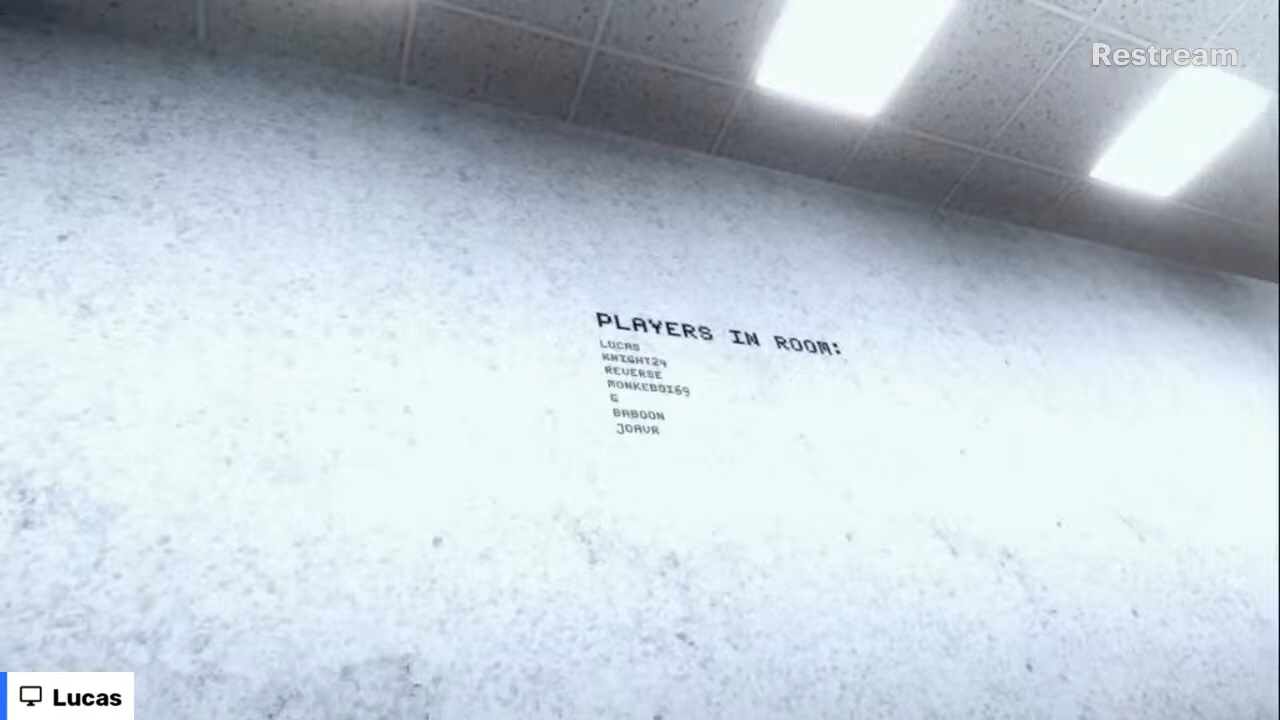 Restream
PLAYERS IN ROOM:
LUCAS
KNIGHT24
REVERSE
MONKEBOI69
G
BABOON
JOAVR
Lucas